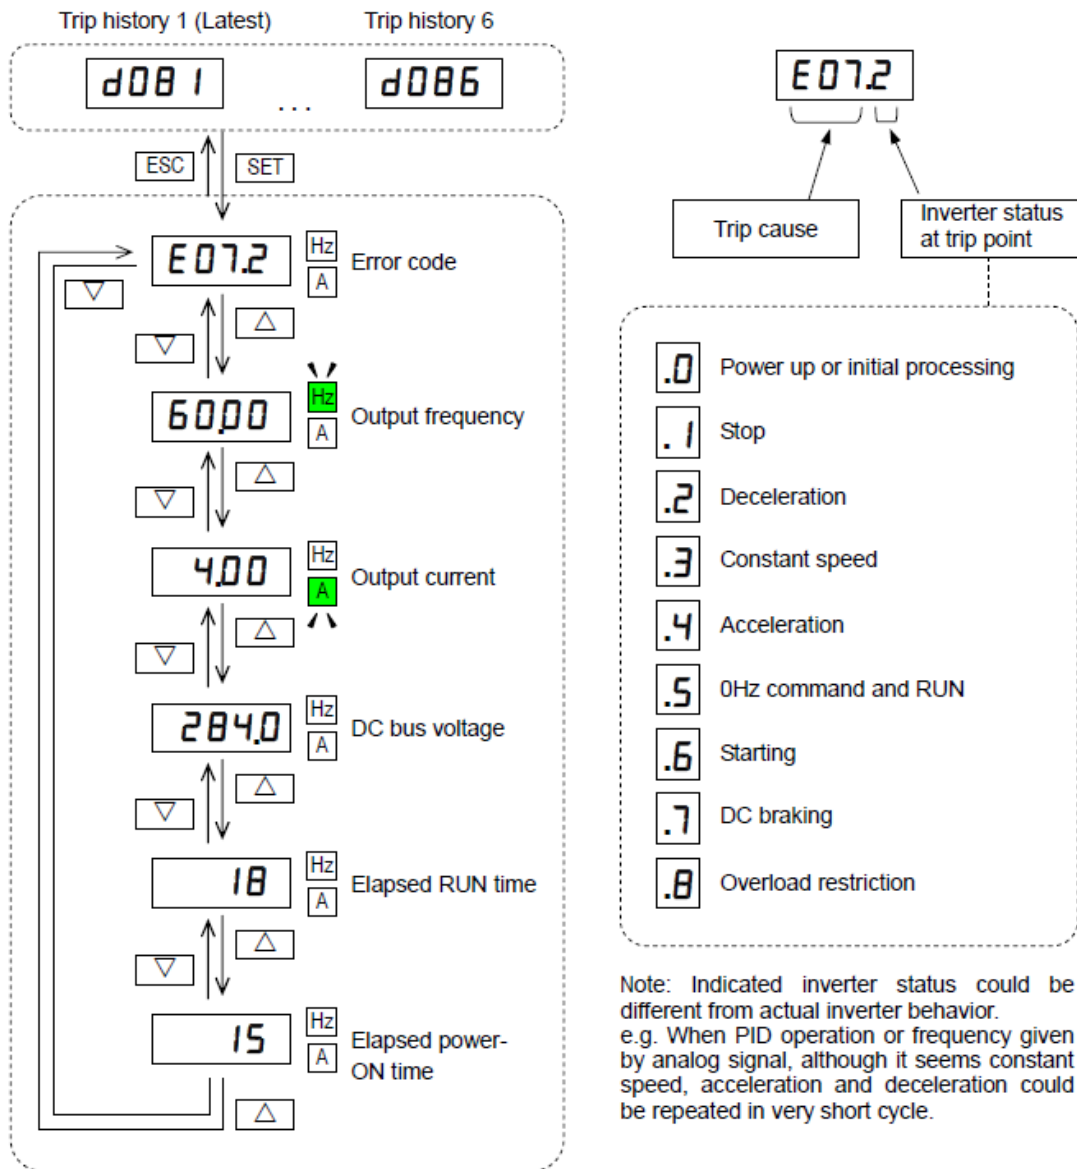 Trip history 1 (Latest)
Trip history 6
d081
...
d086
ESC
SET
E07.2
Hz
A
Error code
60.00
Hz
A
Output frequency
4.00
Hz
A
Output current
284.0
Hz
A
DC bus voltage
18
Hz
A
Elapsed RUN time
15
Hz
A
Elapsed power-
ON time
E07.2
Trip cause
Inverter status
at trip point
.0 Power up or initial processing
.1 Stop
.2 Deceleration
.3 Constant speed
.4 Acceleration
.5 0Hz command and RUN
.6 Starting
.7 DC braking
.8 Overload restriction
Note: Indicated inverter status could be
different from actual inverter behavior.
e.g. When PID operation or frequency given
by analog signal, although it seems constant
speed, acceleration and deceleration could
be repeated in very short cycle.